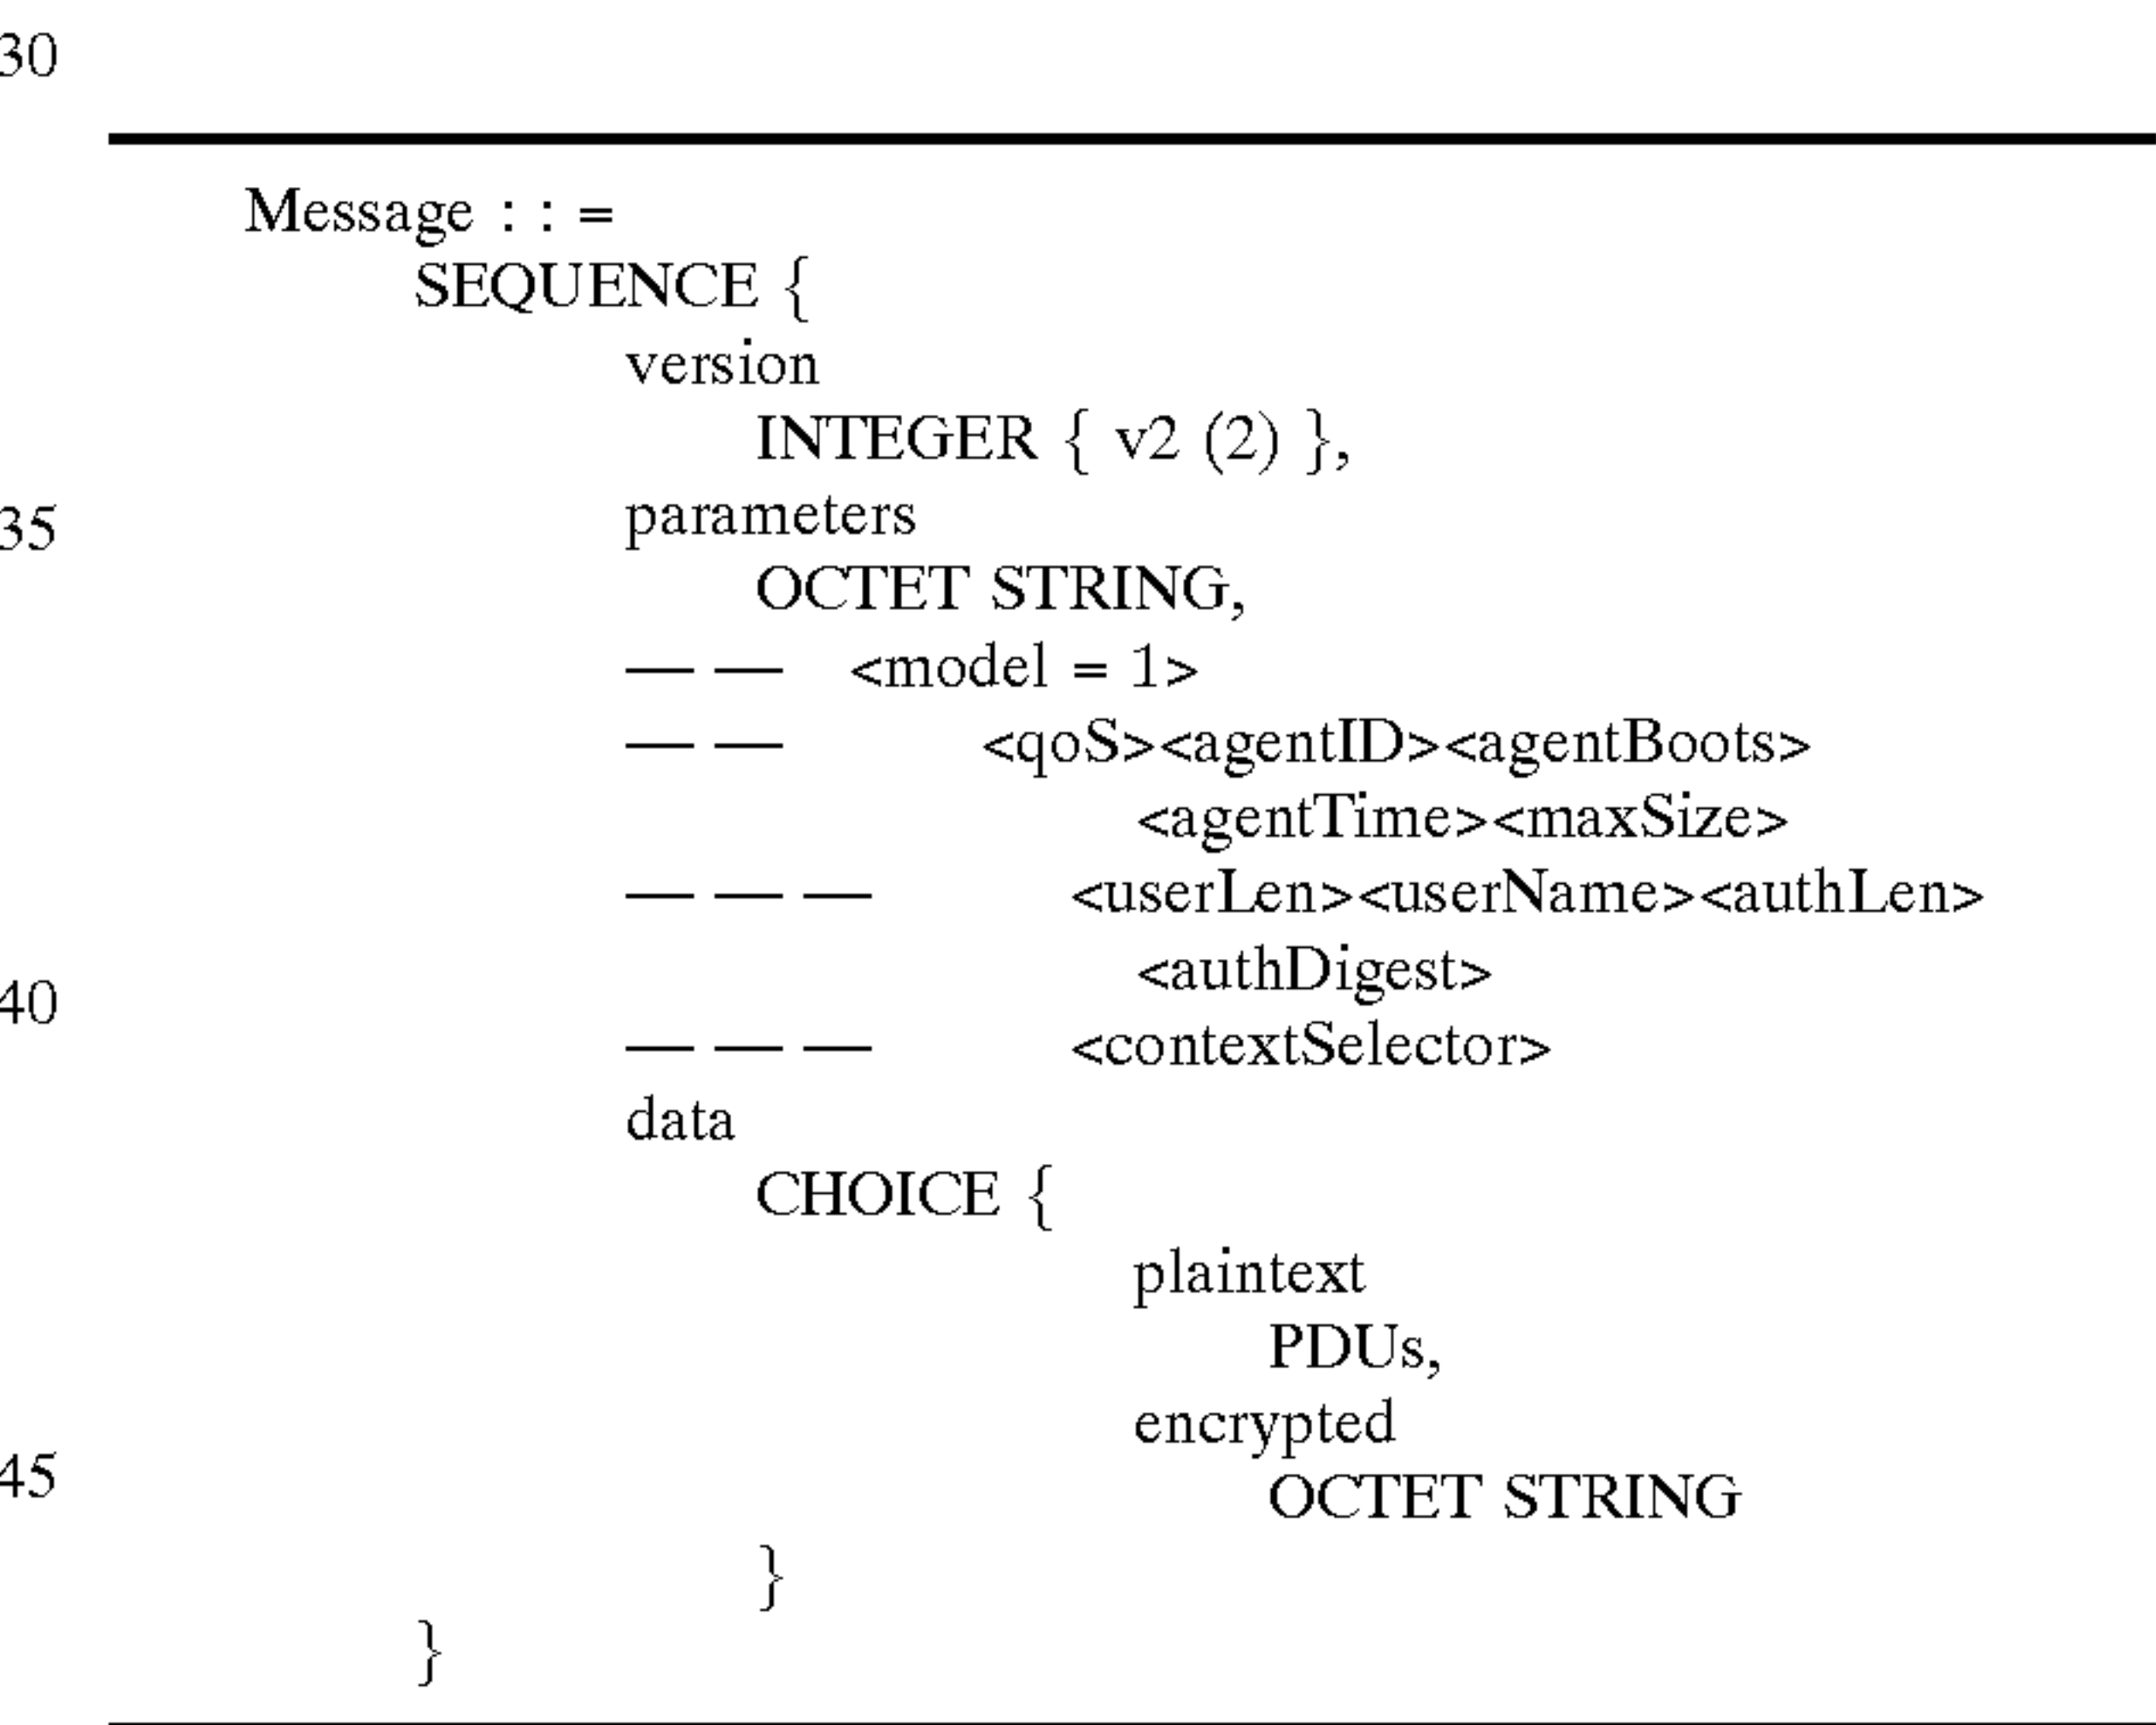 30
Message : : =
SEQUENCE {
version
INTEGER { v2 (2) },
35 parameters
OCTET STRING,
— — <model = 1>
— — <qoS><agentID><agentBoots>
<agentTime><maxSize>
— — — <userLen><userName><authLen>
40 <authDigest>
— — — <contextSelector>
data
CHOICE {
plaintext
PDUs,
encrypted
45 OCTET STRING
}
}